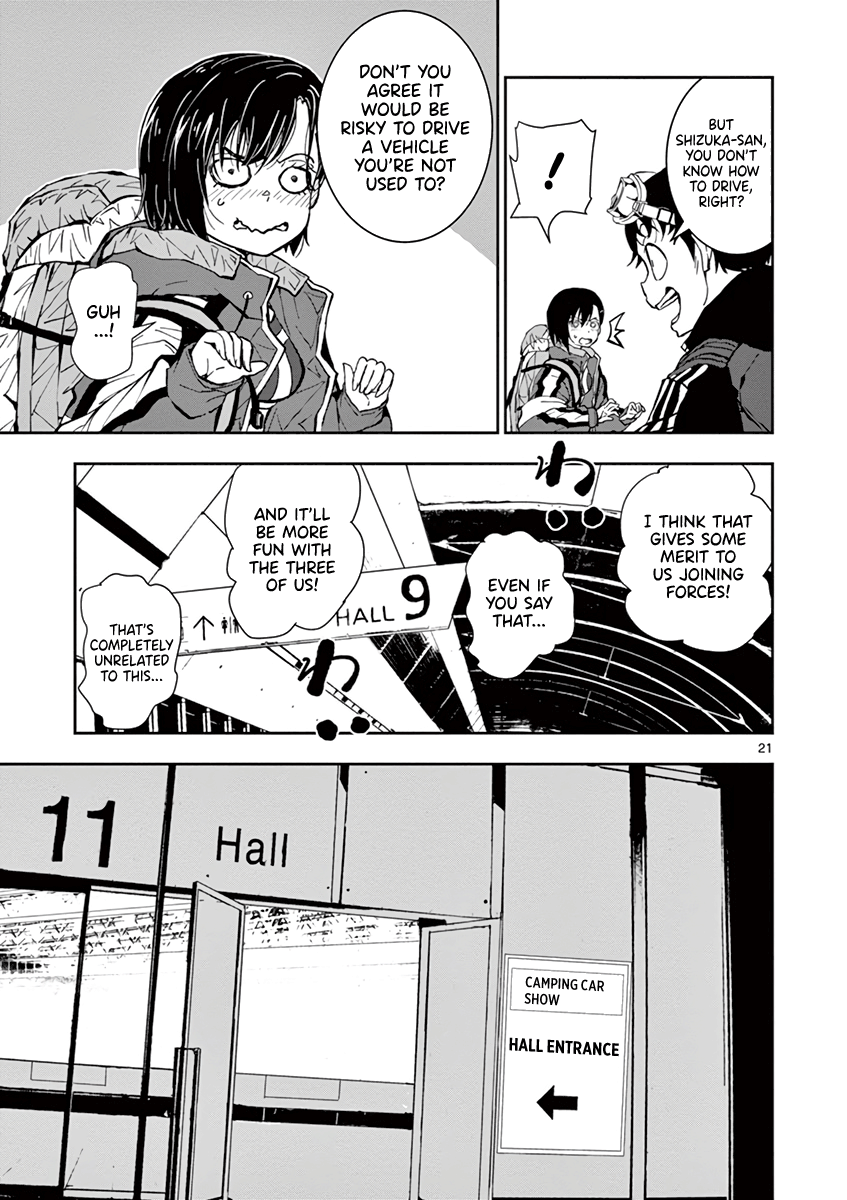 BUT
SHIZUKA-SAN,
YOU DON'T
KNOW HOW
TO DRIVE,
RIGHT?
!
DON'T YOU
AGREE IT
WOULD BE
RISKY TO DRIVE
A VEHICLE
YOU'RE NOT
USED TO?
GUH
...!
I THINK THAT
GIVES SOME
MERIT TO
US JOINING
FORCES!
わ
EVEN IF
YOU SAY
THAT...
AND IT'LL
BE MORE
FUN WITH
THE THREE
OF US!
HALL 9
わ
THAT'S
COMPLETELY
UNRELATED
TO THIS...
21
11
Hall
CAMPING CAR
SHOW
HALL ENTRANCE